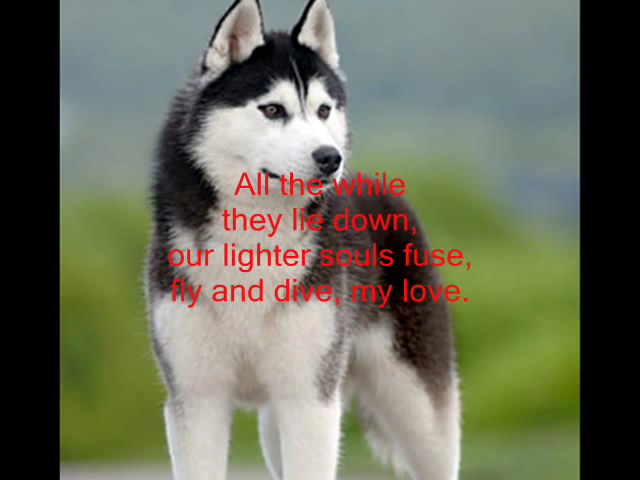 All the while
they lie down,
our lighter souls fuse,
fly and dive, my love.